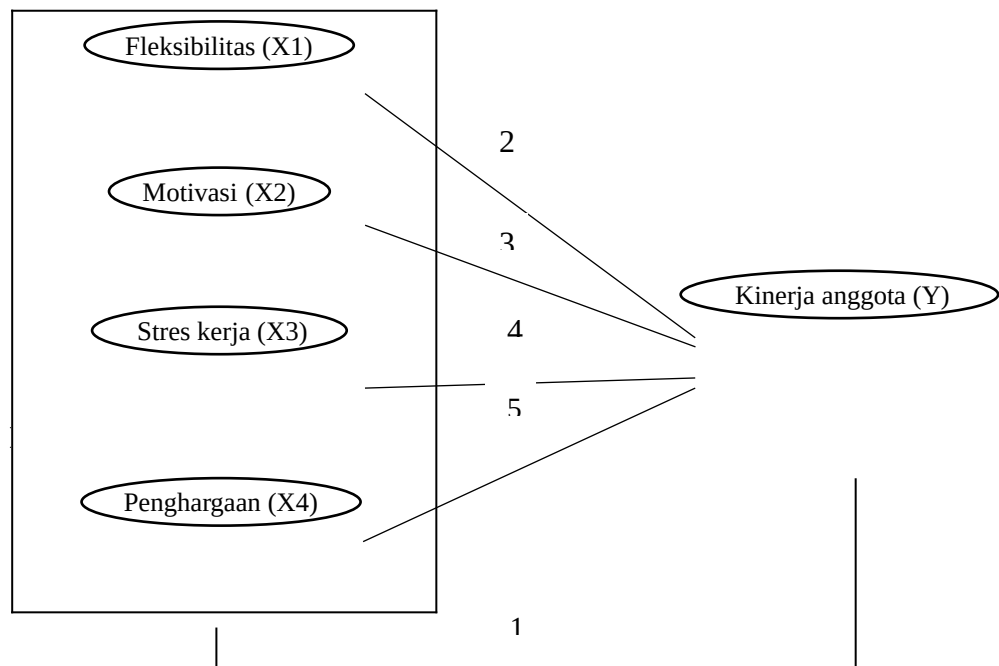 Fleksibilitas (X1)
2
Motivasi (X2)
3
Kinerja anggota (Y)
Stres kerja (X3)
4
5
Penghargaan (X4)
1